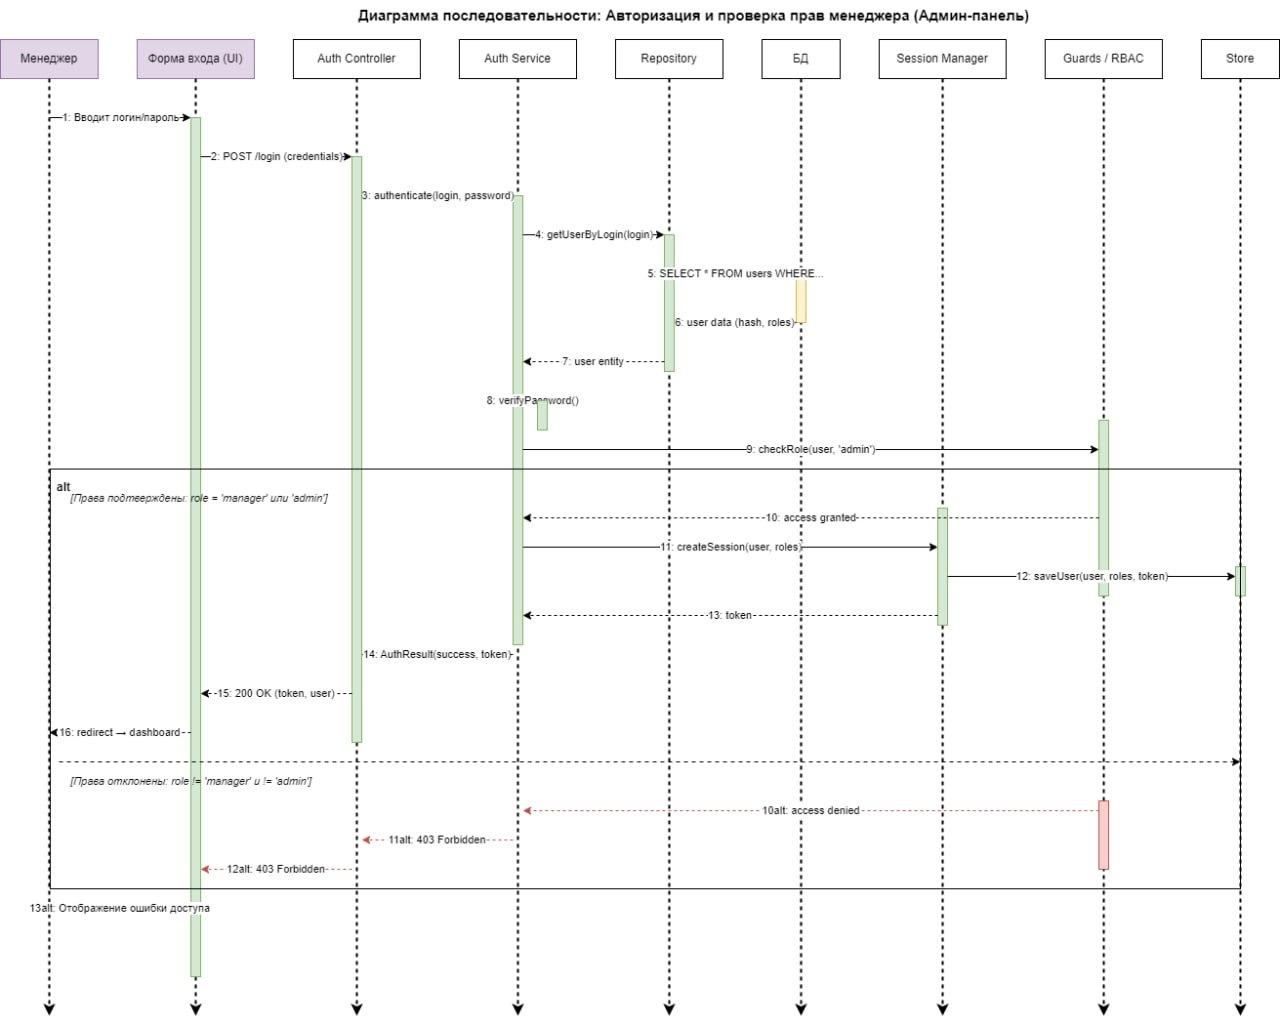 Диаграмма последовательности: Авторизация и проверка прав менеджера (Админ-панель)
Менеджер
Форма входа (UI)
Auth Controller
Auth Service
Repository
БД
Session Manager
Guards / RBAC
Store
1: Вводит логин/пароль
2: POST /login (credentials)
3: authenticate(login, password)
4: getUserByLogin(login)
5: SELECT * FROM users WHERE...
6: user data (hash, roles)
7: user entity
8: verifyPassword()
9: checkRole(user, 'admin')
alt
[Права подтверждены: role = 'manager' или 'admin']
10: access granted
11: createSession(user, roles)
12: saveUser(user, roles, token)
13: token
14: AuthResult(success, token)
15: 200 OK (token, user)
16: redirect → dashboard
[Права отклонены: role != 'manager' и != 'admin']
10alt: access denied
11alt: 403 Forbidden
12alt: 403 Forbidden
13alt: Отображение ошибки доступа